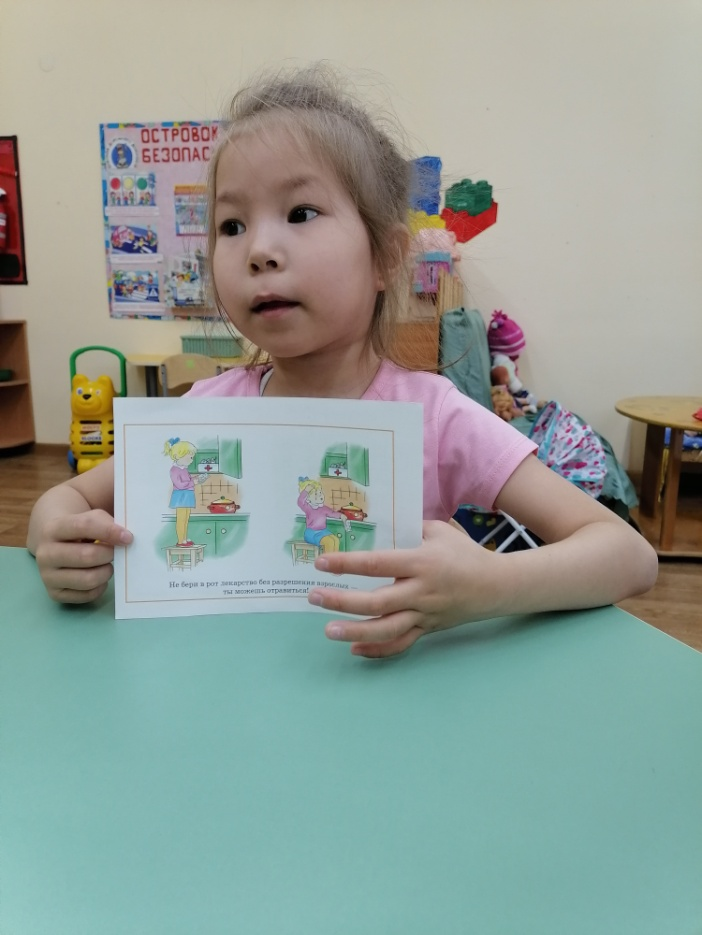 ОСТРОВОК
БЕЗОПАС
Не бери в рот лекарство без разрешения взрослых —
ты можешь отравиться!